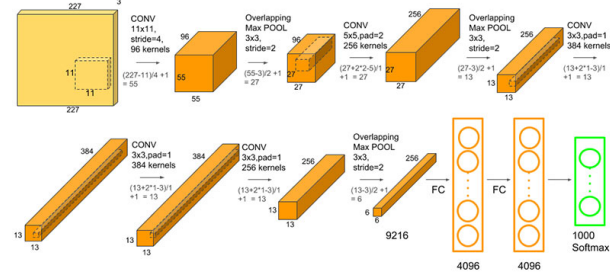 227
3
CONV
11x11,
stride=4,
96 kernels
(227-11)/4 +1
= 55
11
11
227
96
55
55
Overlapping
Max POOL
3x3,
stride=2
(55-3)/2 +1
= 27
96
27
27
CONV
5x5,pad=2
256 kernels
(27+2*2-5)/1
+1 = 27
256
27
27
Overlapping
Max POOL
3x3,
stride=2
(27-3)/2 +1
= 13
256
13
13
CONV
3x3,pad=1
384 kernels
(13+2*1-3)/1
+1 = 13
384
13
13
CONV
3x3,pad=1
384 kernels
(13+2*1-3)/1
+1 = 13
384
13
13
CONV
3x3,pad=1
256 kernels
(13+2*1-3)/1
+1 = 13
256
13
13
Overlapping
Max POOL
3x3,
stride=2
(13-3)/2 +1
= 6
256
6
6
9216
FC
4096
FC
4096
1000
Softmax